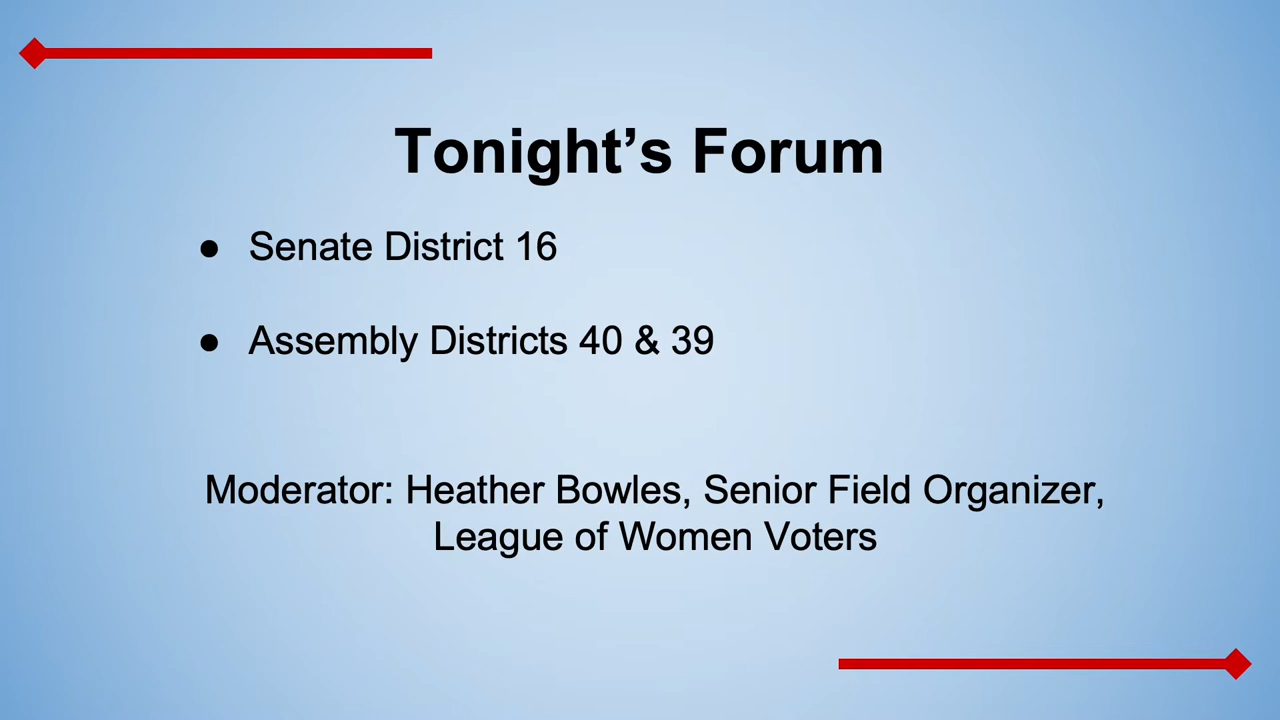 Tonight’s Forum
● Senate District 16
● Assembly Districts 40 & 39
Moderator: Heather Bowles, Senior Field Organizer,
League of Women Voters